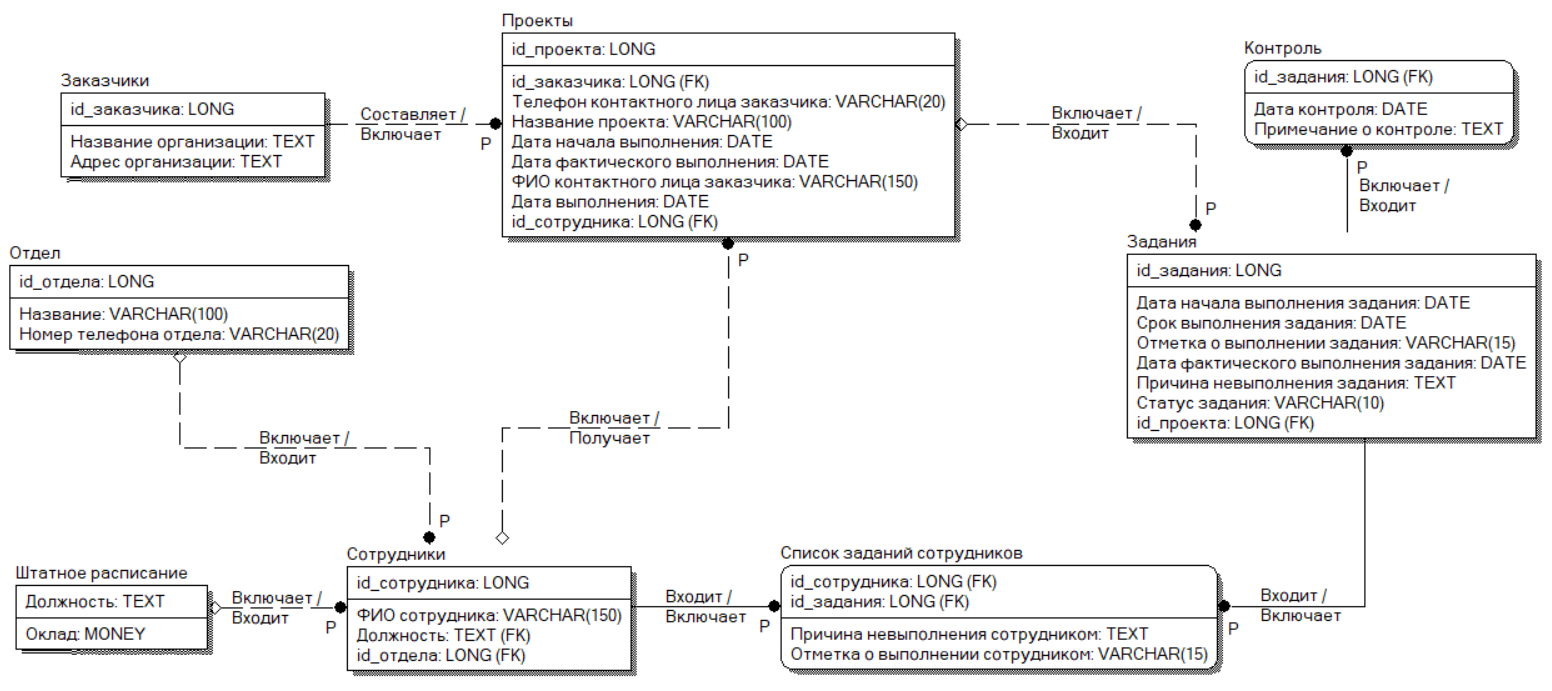 Проекты
id_проекта: LONG
id_заказчика: LONG (FK)
Телефон контактного лица заказчика: VARCHAR(20)
Название проекта: VARCHAR(100)
Дата начала выполнения: DATE
Дата фактического выполнения: DATE
ФИО контактного лица заказчика: VARCHAR(150)
Дата выполнения: DATE
id_сотрудника: LONG (FK)
Заказчики
id_заказчика: LONG
Название организации: TEXT
Адрес организации: TEXT
Составляет /
Включает
P
Включает /
Входит
P
Контроль
id_задания: LONG (FK)
Дата контроля: DATE
Примечание о контроле: TEXT
P
Включает /
Входит
Задания
id_задания: LONG
Дата начала выполнения задания: DATE
Срок выполнения задания: DATE
Отметка о выполнении задания: VARCHAR(15)
Дата фактического выполнения задания: DATE
Причина невыполнения задания: TEXT
Статус задания: VARCHAR(10)
id_проекта: LONG (FK)
Отдел
id_отдела: LONG
Название: VARCHAR(100)
Номер телефона отдела: VARCHAR(20)
Включает /
Входит
P
P
Включает /
Получает
Штатное расписание
Должность: TEXT
Оклад: MONEY
Включает /
Входит
P
Сотрудники
id_сотрудника: LONG
ФИО сотрудника: VARCHAR(150)
Должность: TEXT (FK)
id_отдела: LONG (FK)
Входит /
Включает
P
Список заданий сотрудников
id_сотрудника: LONG (FK)
id_задания: LONG (FK)
Причина невыполнения сотрудником: TEXT
Отметка о выполнении сотрудником: VARCHAR(15)
Входит /
Включает
P